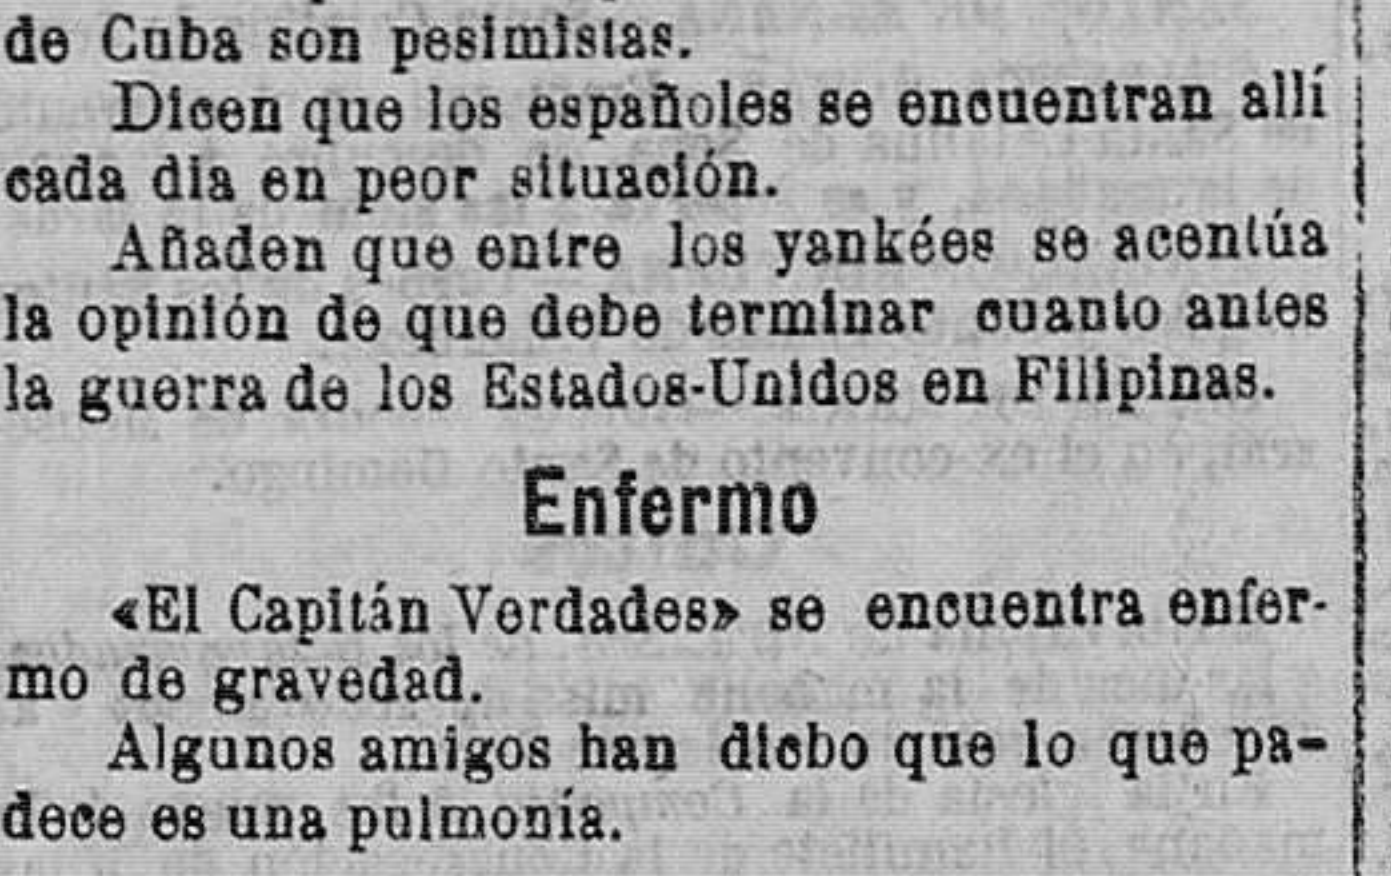 de Cuba son pesimistas.
Dicen que los españoles se encuentran allí
cada dia en peor situación.
Añaden que entre los yankées se acentúa
la opinión de que debe terminar cuanto antes
la guerra de los Estados-Unidos en Filipinas.
Enfermo
«El Capitán Verdades» se encuentra enfer-
mo de gravedad.
Algunos amigos han dicbo que lo que pa-
dece es una pulmonía.